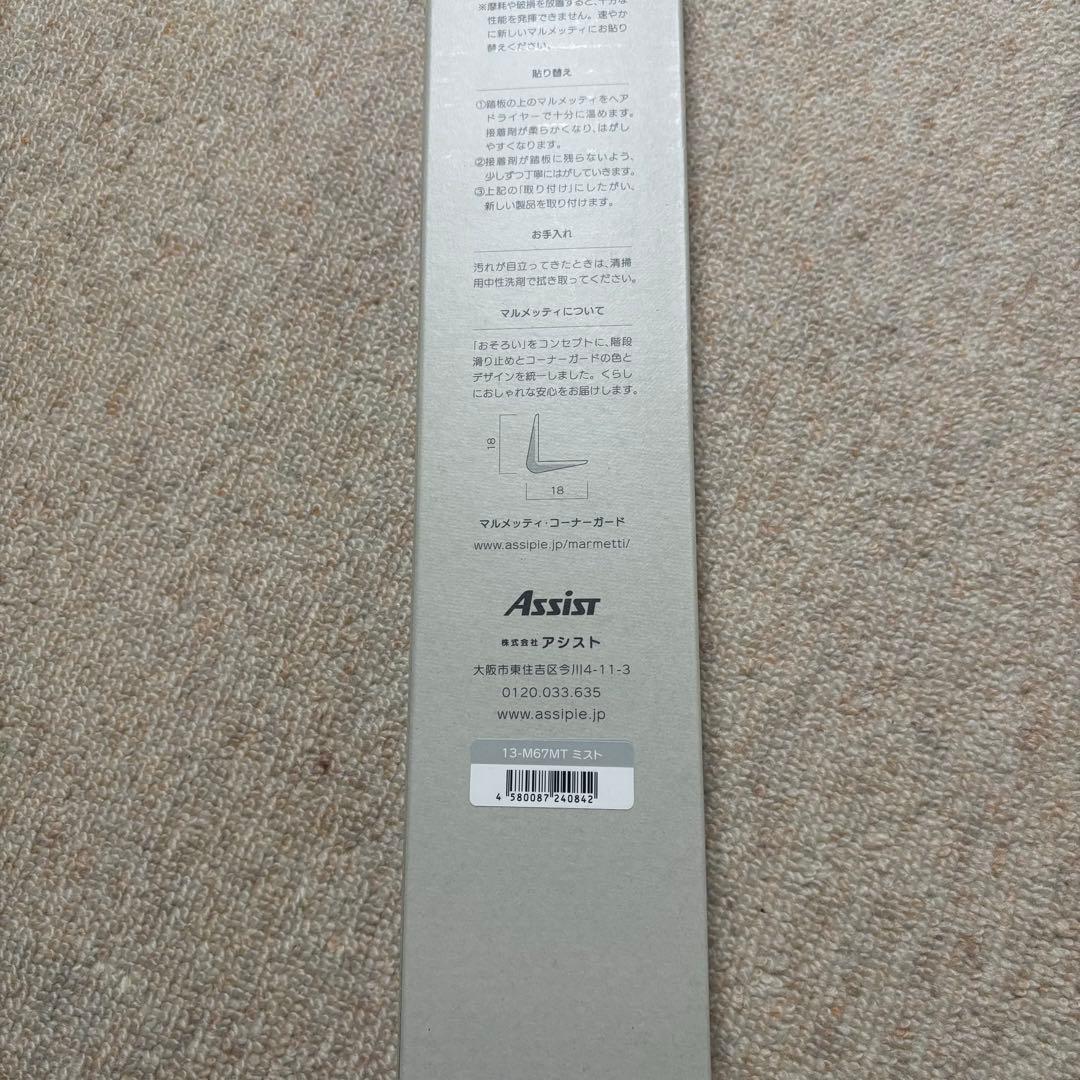 ※摩耗や破損を放置すると、十分な
性能を発揮できません。速やか
に新しいマルメッティにお貼り
替えください。
貼り替え
①踏板の上のマルメッティをヘア
ドライヤーで十分に温めます。
接着剤が柔らかくなり、はがし
やすくなります。
②接着剤が踏板に残らないよう、
少しずつ丁寧にはがしていきます。
③上記の「取り付け」にしたがい、
新しい製品を取り付けます。
お手入れ
汚れが目立ってきたときは、清掃
用中性洗剤で拭き取ってください。
マルメッティについて
「おそろい」をコンセプトに、階段
滑り止めとコーナーガードの色と
デザインを統一しました。くらし
におしゃれな安心をお届けします。
18
18
マルメッティ・コーナーガード
www.assipie.jp/marmetti/
ASSIST
株式会社 アシスト
大阪市東住吉区今川4-11-3
0120.033.635
www.assipie.jp
13-M67MT ミスト
4 580087 240842